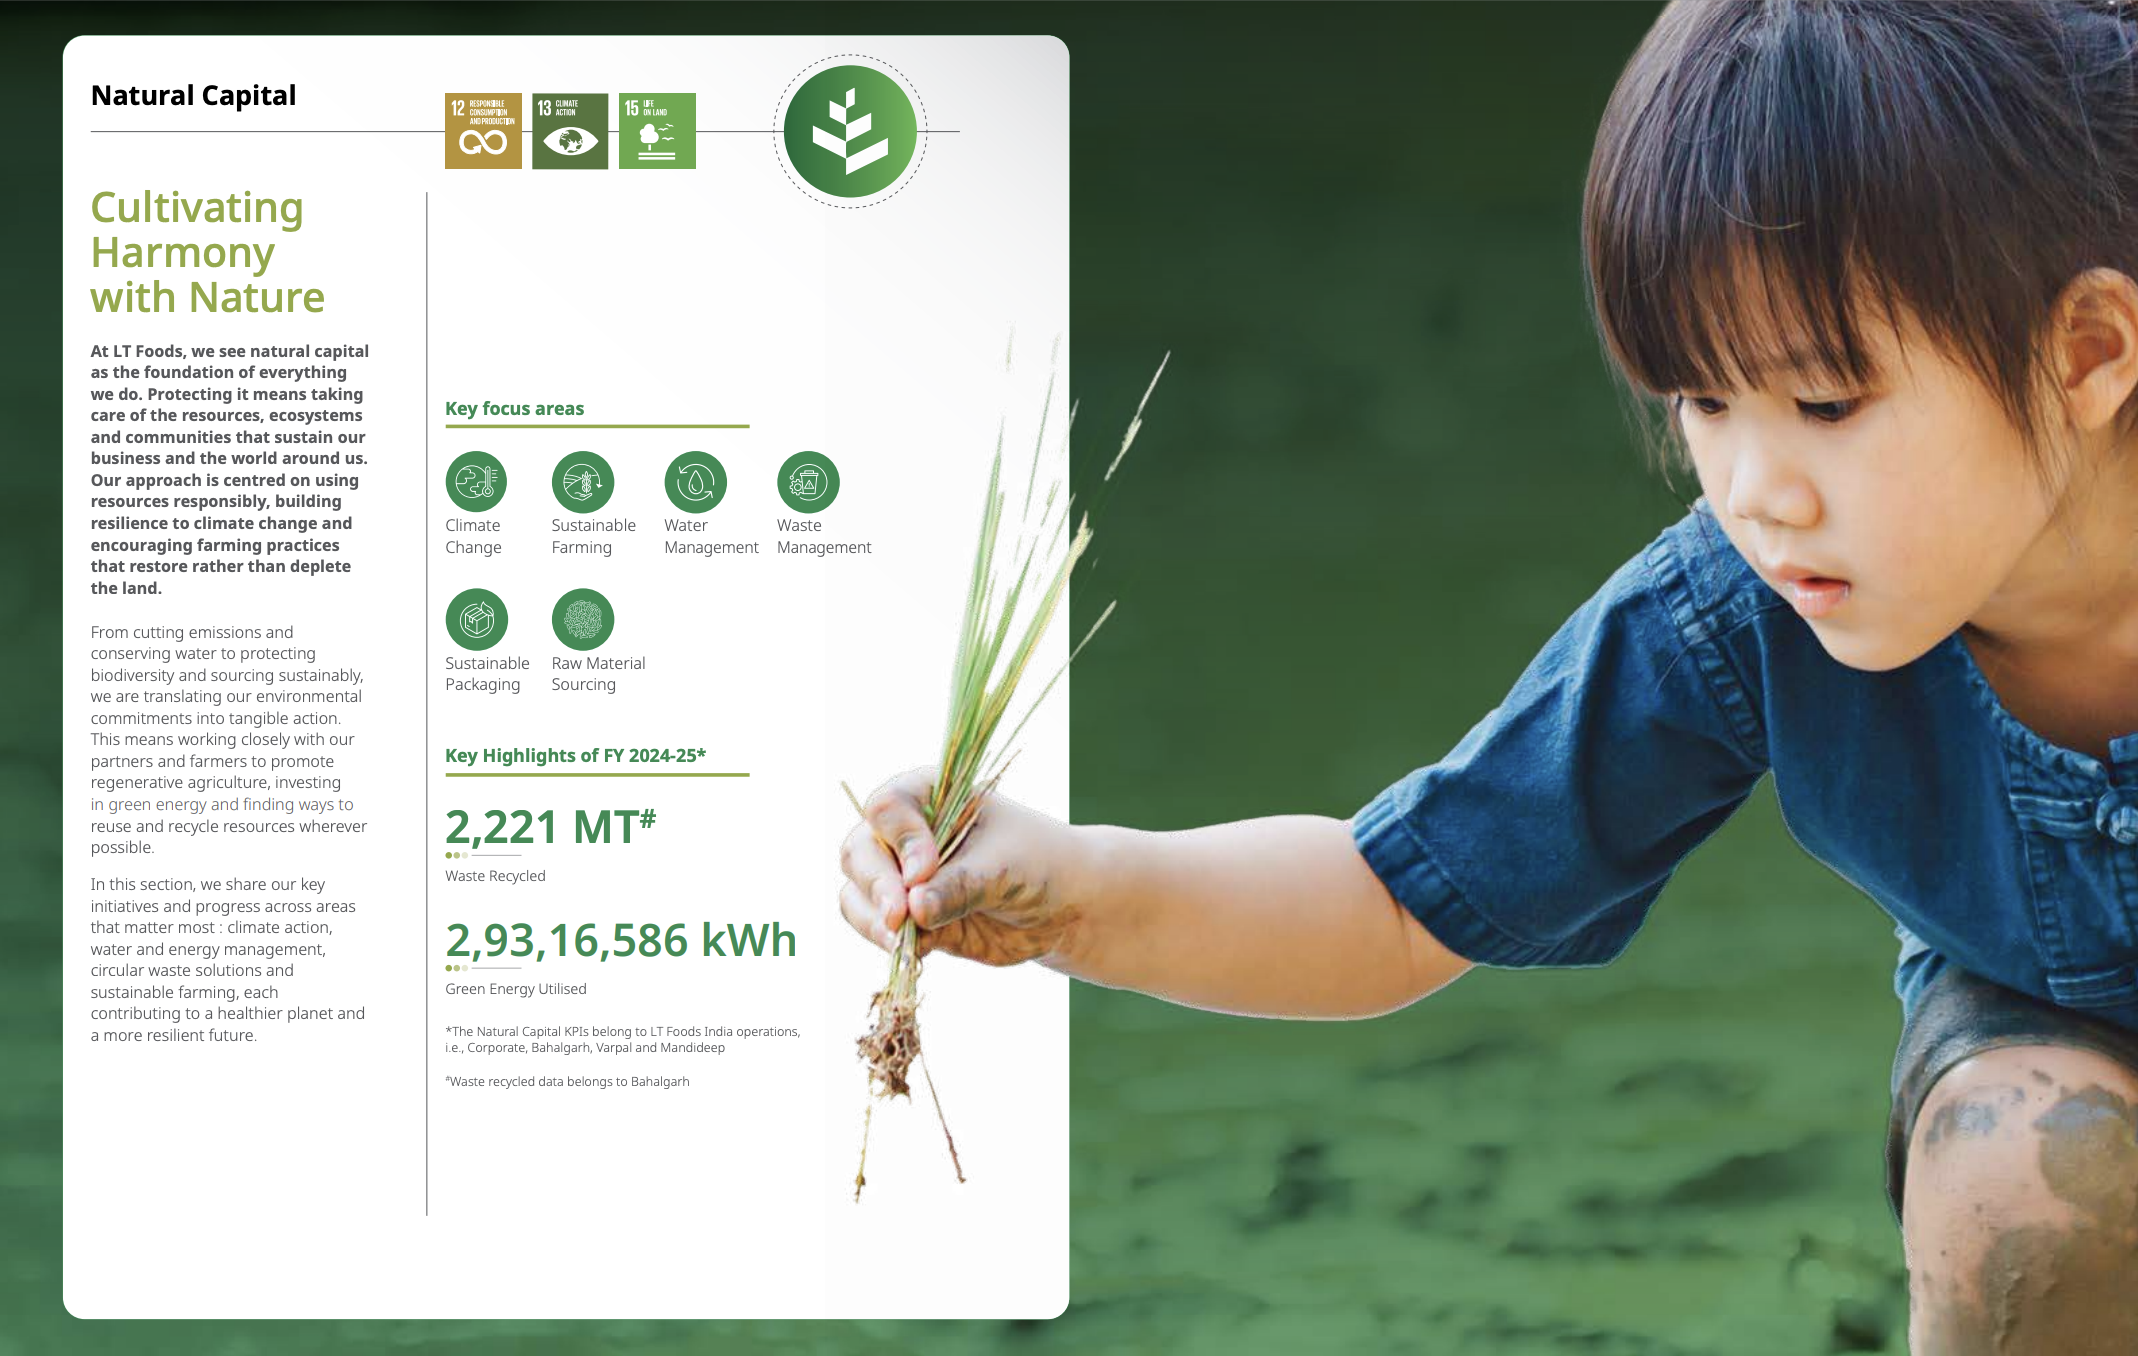 Natural Capital
12 RESPONSIBLE
CONSUMPTION
AND PRODUCTION
13 CLIMATE
ACTION
15 LIFE
ON LAND
Cultivating
Harmony
with Nature
At LT Foods, we see natural capital
as the foundation of everything
we do. Protecting it means taking
care of the resources, ecosystems
and communities that sustain our
business and the world around us.
Our approach is centred on using
resources responsibly, building
resilience to climate change and
encouraging farming practices
that restore rather than deplete
the land.
From cutting emissions and
conserving water to protecting
biodiversity and sourcing sustainably,
we are translating our environmental
commitments into tangible action.
This means working closely with our
partners and farmers to promote
regenerative agriculture, investing
in green energy and finding ways to
reuse and recycle resources wherever
possible.
In this section, we share our key
initiatives and progress across areas
that matter most : climate action,
water and energy management,
circular waste solutions and
sustainable farming, each
contributing to a healthier planet and
a more resilient future.
Key focus areas
Climate
Change
Sustainable
Farming
Water
Management
Waste
Management
Sustainable
Packaging
Raw Material
Sourcing
Key Highlights of FY 2024-25*
2,221 MT#
Waste Recycled
2,93,16,586 kWh
Green Energy Utilised
*The Natural Capital KPIs belong to LT Foods India operations,
i.e., Corporate, Bahalgarh, Varpal and Mandideep
#Waste recycled data belongs to Bahalgarh